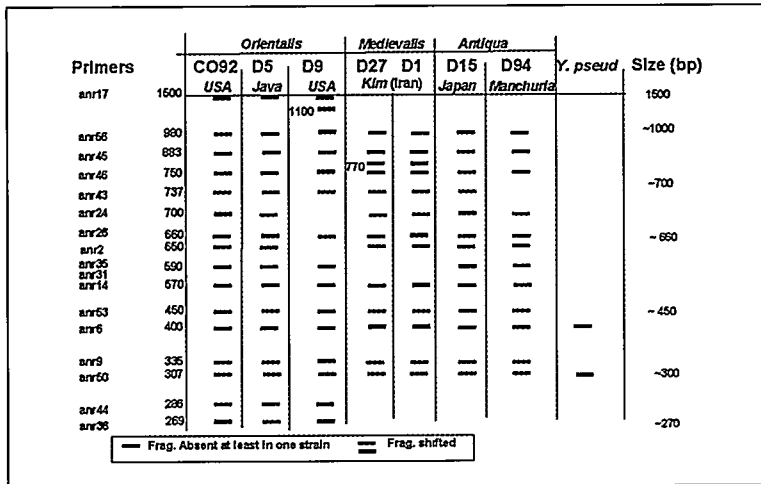 Orientalis Medievalis Antiqua
Primers CO92 D5 D9 D27 D1 D15 D94 Y. pseud Size (bp)
USA Java USA Kim (Iran) Japan Manchuria
anr17 1500 1500
1100
anr56 980 ~1000
anr45 883
770
anr46 750
~700
anr43 737
anr24 700
anr26 660 ~660
anr2 650
anr35 590
anr31
anr14 570
anr53 450 ~450
anr6 400
anr9 335
anr50 307 ~300
anr44 286
anr36 269 ~270
Frag. Absent at least in one strain Frag. shifted